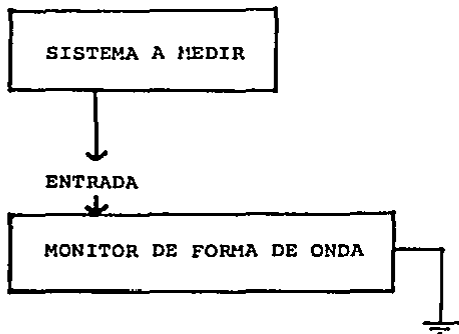 SISTEMA A MEDIR
ENTRADA
MONITOR DE FORMA DE ONDA